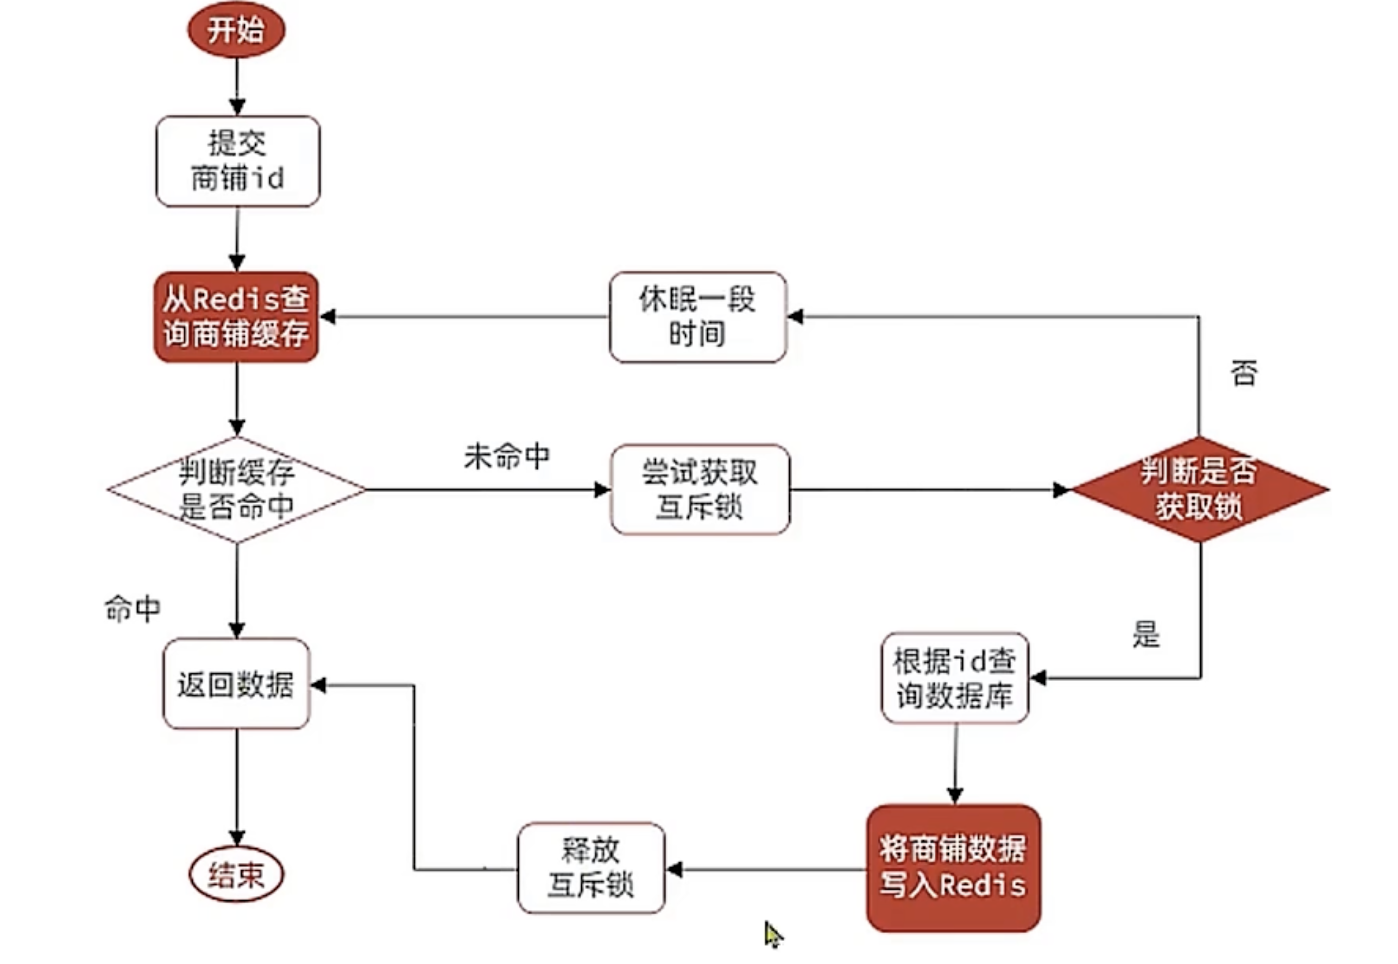 开始
提交
商铺id
从Redis查
询商铺缓存
休眠一段
时间
否
判断缓存
是否命中
未命中
尝试获取
互斥锁
判断是否
获取锁
命中
是
返回数据
根据id查
询数据库
结束
释放
互斥锁
将商铺数据
写入Redis